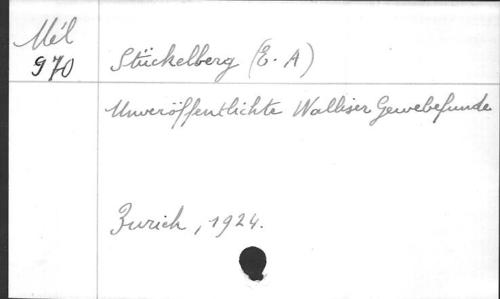 Mél
970
Stückelberg (E. A)
Unveröffentlichte Walliser Gewebefunde
Zurich, 1924.